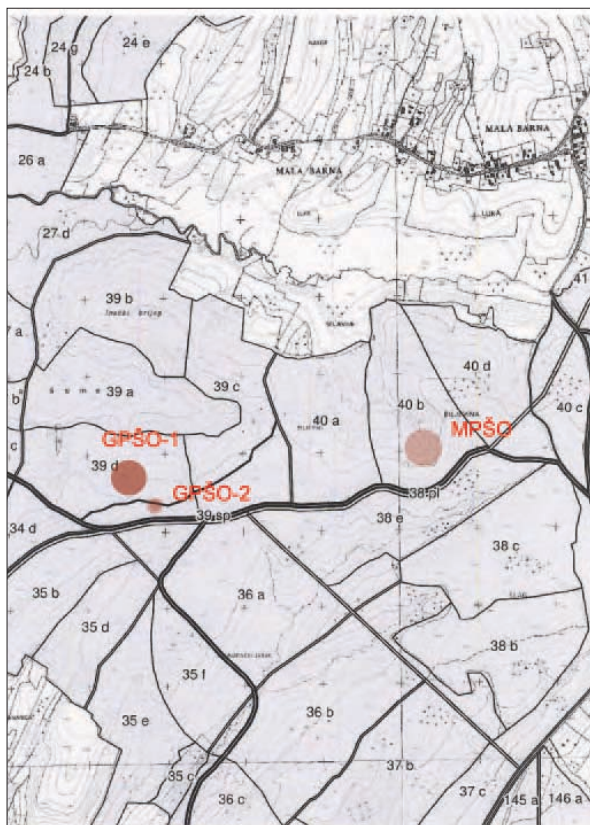 24 g
24 e
24 b
MALA BARNA
26 a
MALA BARNA
LUG
LUKA
27 d
39 b
41
39 c
40 d
39 a
40 a
40 b
40 c
GPŠO-1
MPŠO
39 d
GPŠO-2
38 pl
39 sp
34 d
38 e
38 c
35 b
36 a
35 d
38 b
35 f
35 e
36 b
35 c
37 b
36 c
37 c
145 a
146 a